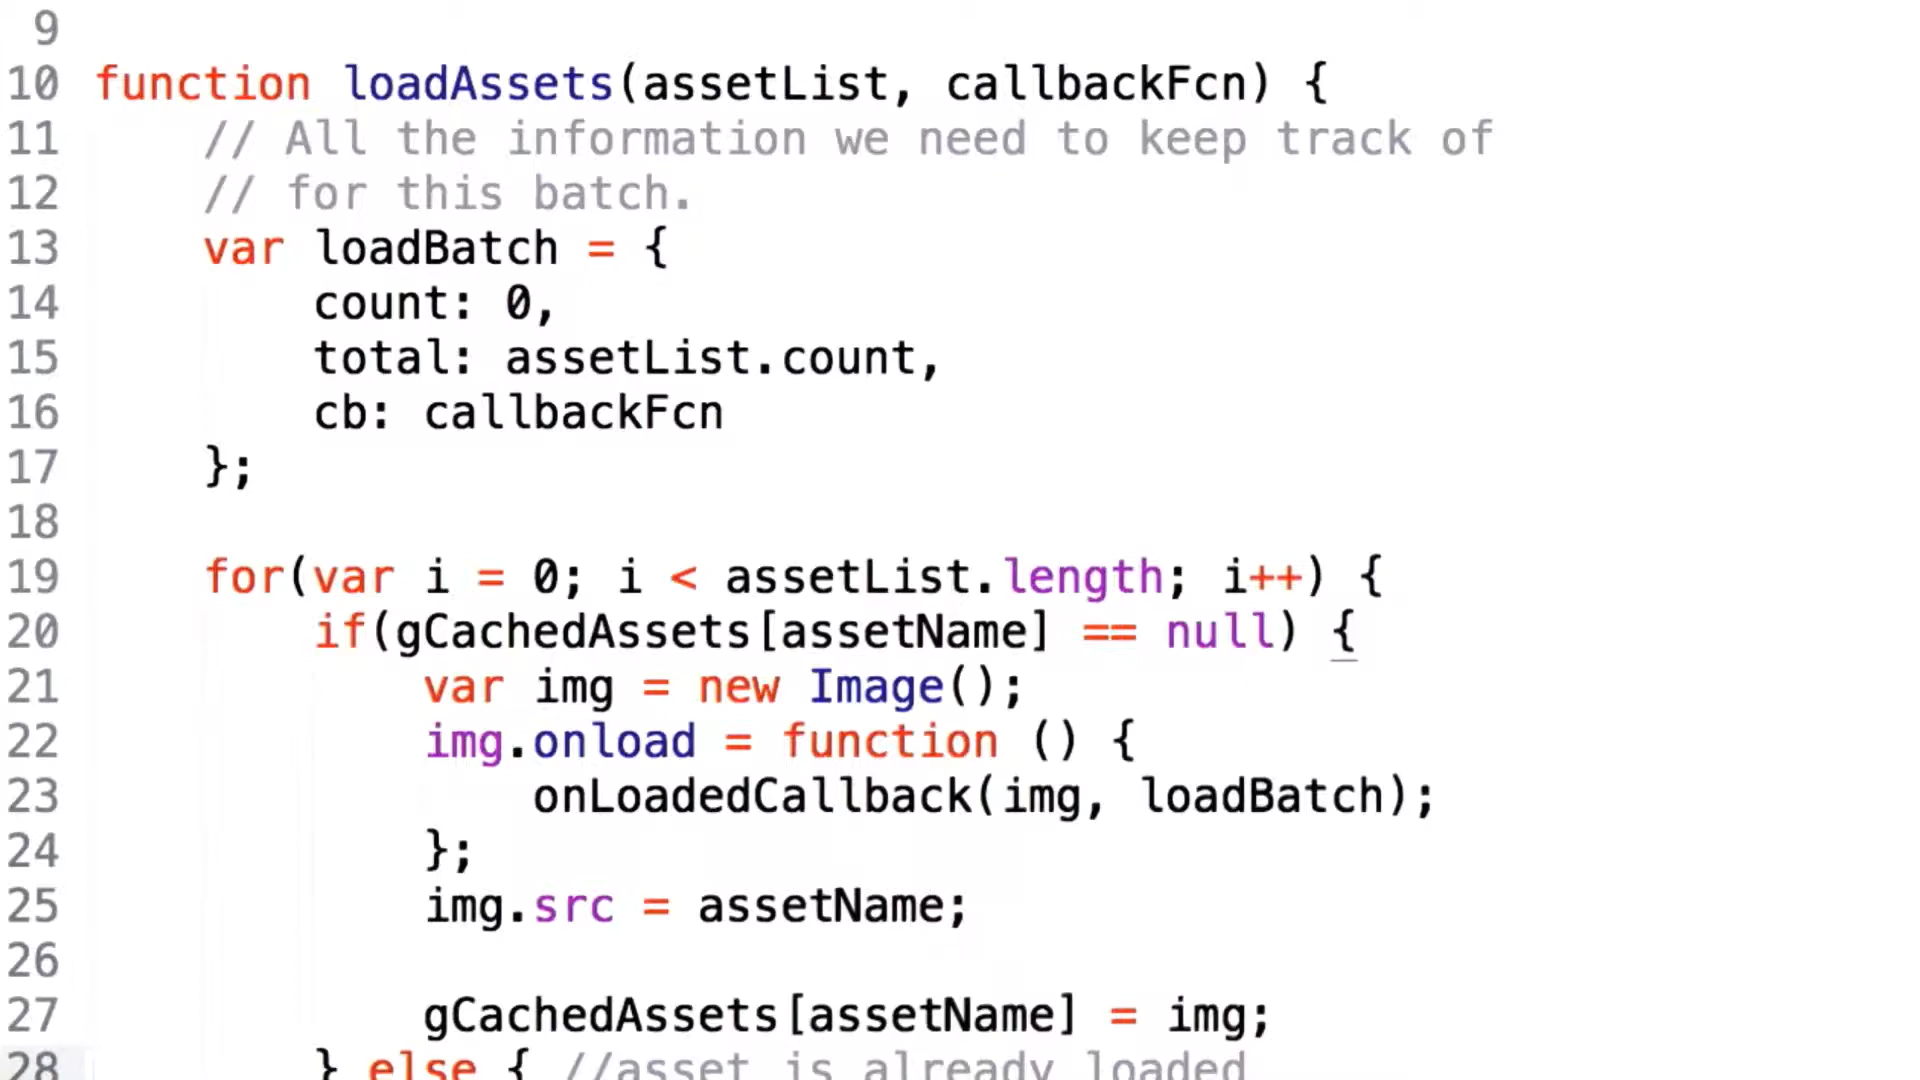 9
10 function loadAssets(assetList, callbackFcn) {
11     // All the information we need to keep track of
12     // for this batch.
13     var loadBatch = {
14         count: 0,
15         total: assetList.count,
16         cb: callbackFcn
17     };
18
19     for(var i = 0; i < assetList.length; i++) {
20         if(gCachedAssets[assetName] == null) {
21             var img = new Image();
22             img.onload = function () {
23                 onLoadedCallback(img, loadBatch);
24             };
25             img.src = assetName;
26
27             gCachedAssets[assetName] = img;
28         } else { //asset is already loaded